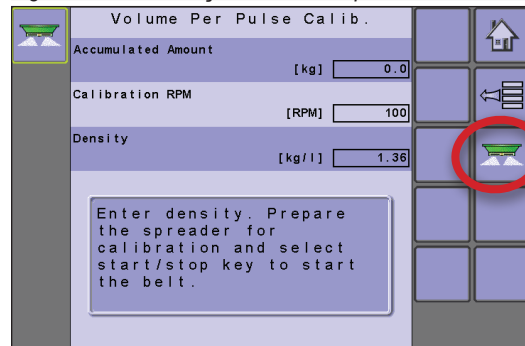 Volume Per Pulse Calib.
Accumulated Amount
[kg] 0.0
Calibration RPM
[RPM] 100
Density
[kg/l] 1.36
Enter density. Prepare
the spreader for
calibration and select
start/stop key to start
the belt.